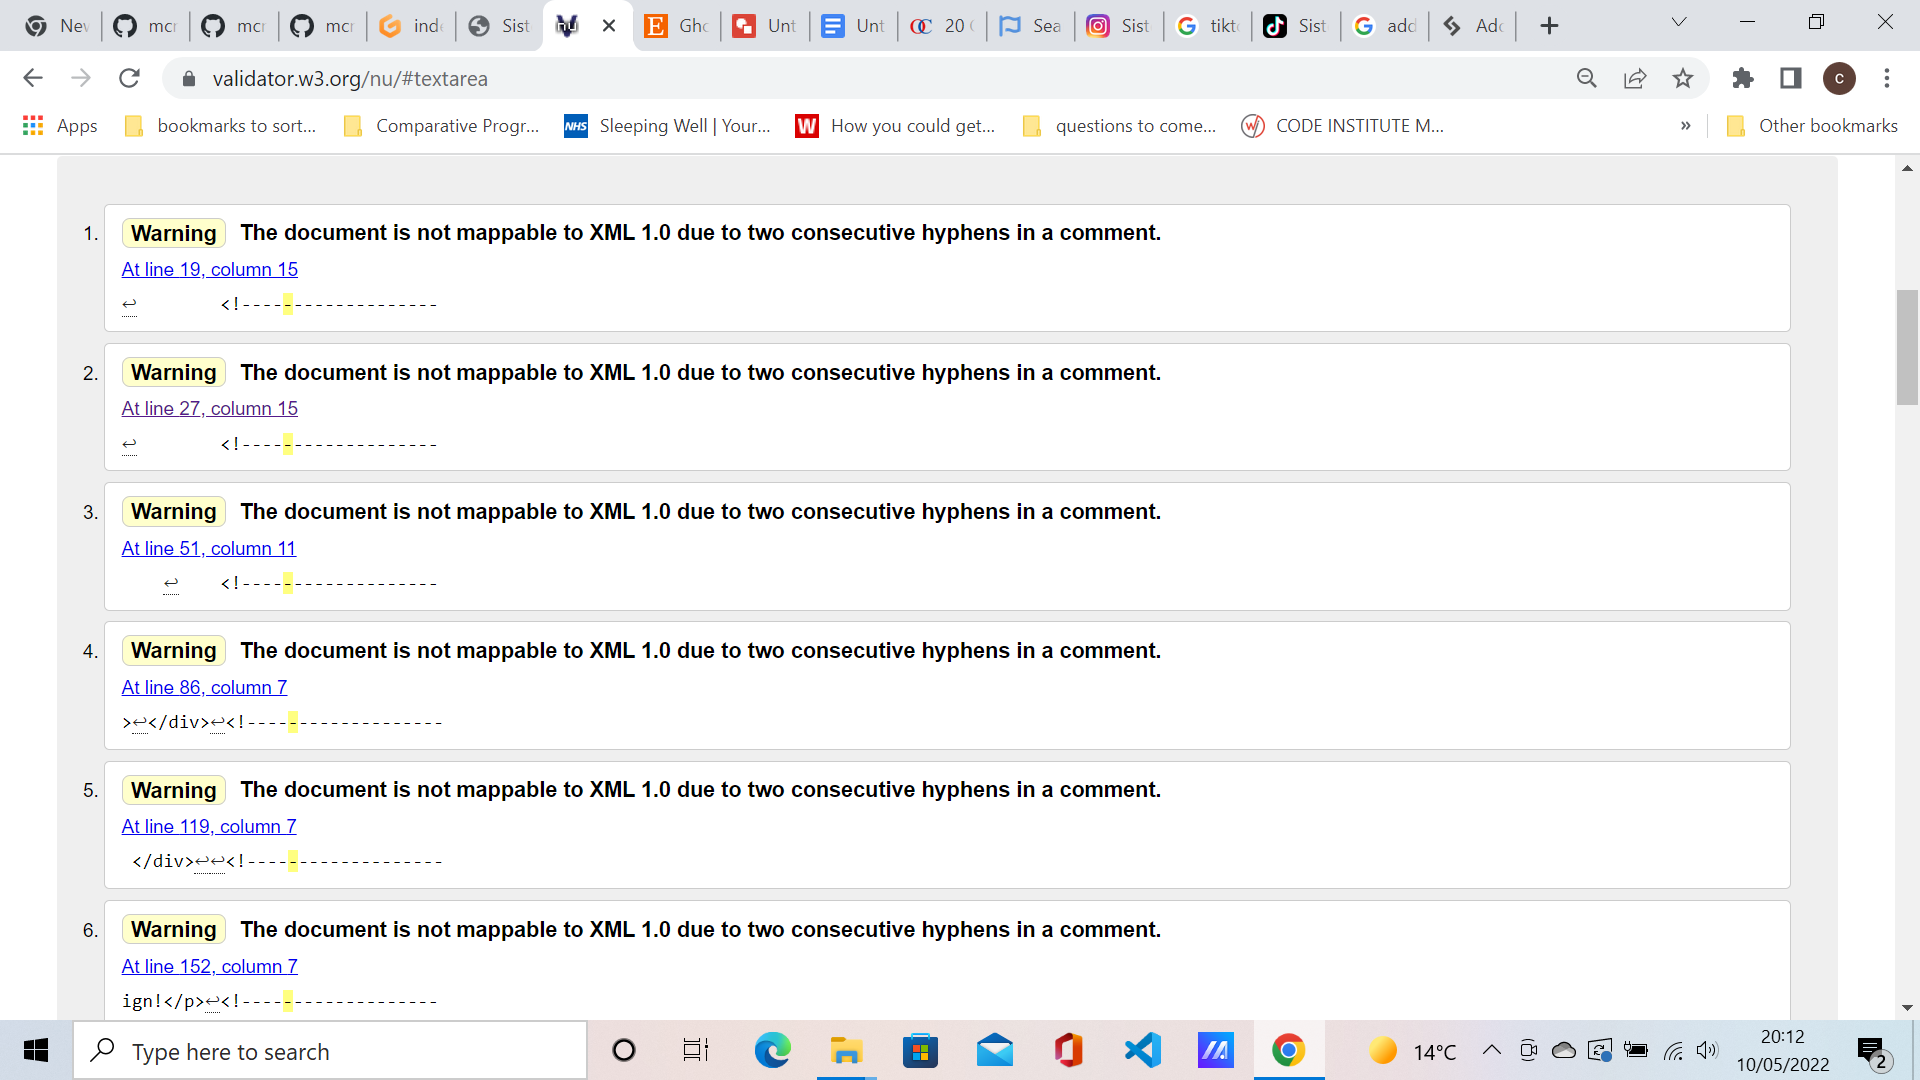 New
mcr
mcr
mcr
inde
Sist
nu
Gho
Unt
Unt
20 (
Sea
Sist
tikt
Sist
add
Adc
validator.w3.org/nu/#textarea
c
Apps
bookmarks to sort...
Comparative Progr...
NHS
Sleeping Well | Your...
W
How you could get...
questions to come...
CODE INSTITUTE M...
»
Other bookmarks
1. Warning The document is not mappable to XML 1.0 due to two consecutive hyphens in a comment.
At line 19, column 15
↩ <!-------------------
2. Warning The document is not mappable to XML 1.0 due to two consecutive hyphens in a comment.
At line 27, column 15
↩ <!-------------------
3. Warning The document is not mappable to XML 1.0 due to two consecutive hyphens in a comment.
At line 51, column 11
↩ <!-------------------
4. Warning The document is not mappable to XML 1.0 due to two consecutive hyphens in a comment.
At line 86, column 7
>↩</div>↩<!-------------------
5. Warning The document is not mappable to XML 1.0 due to two consecutive hyphens in a comment.
At line 119, column 7
</div>↩↩<!-------------------
6. Warning The document is not mappable to XML 1.0 due to two consecutive hyphens in a comment.
At line 152, column 7
ign!</p>↩<!-------------------
Type here to search
14°C
20:12
10/05/2022
2